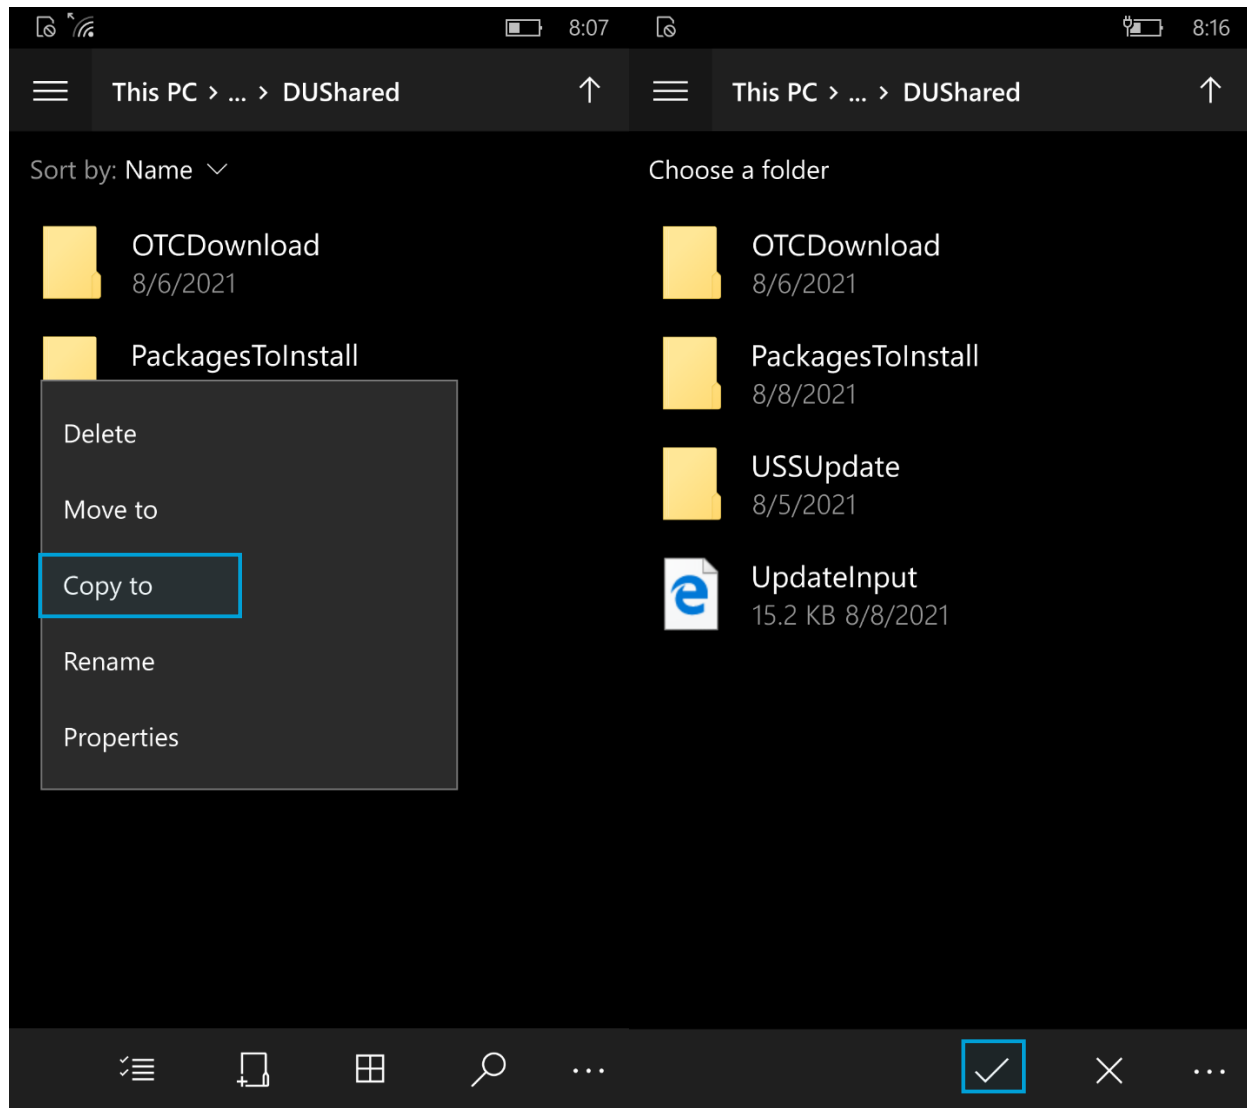 8:07
This PC > ... > DUShared
Sort by: Name
OTCDownload
8/6/2021
PackagesToInstall
Delete
Move to
Copy to
Rename
Properties
8:16
This PC > ... > DUShared
Choose a folder
OTCDownload
8/6/2021
PackagesToInstall
8/8/2021
USSUpdate
8/5/2021
UpdateInput
15.2 KB 8/8/2021